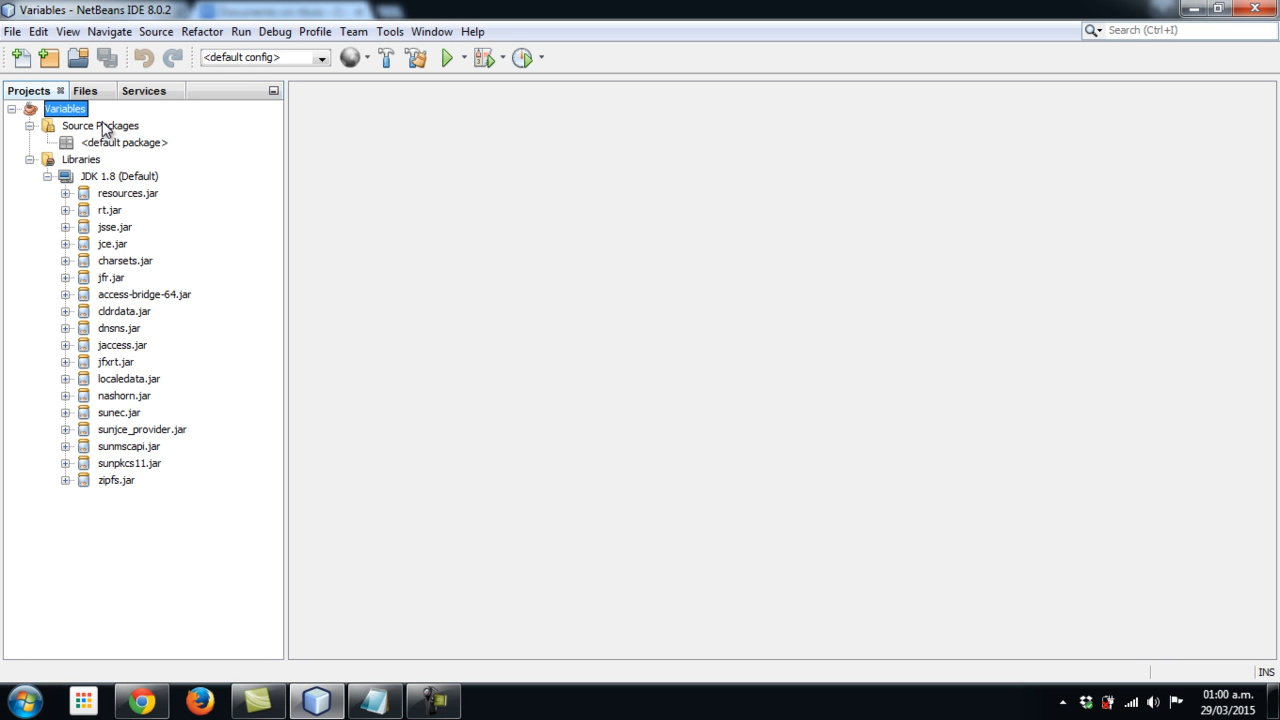 Variables - NetBeans IDE 8.0.2
File Edit View Navigate Source Refactor Run Debug Profile Team Tools Window Help
Search (Ctrl+I)
<default config>
Projects Files Services
Variables
Source Packages
<default package>
Libraries
JDK 1.8 (Default)
resources.jar
rt.jar
jsse.jar
jce.jar
charsets.jar
jfr.jar
access-bridge-64.jar
cldrdata.jar
dnsns.jar
jaccess.jar
jfxrt.jar
localedata.jar
nashorn.jar
sunec.jar
sunjce_provider.jar
sunmscapi.jar
sunpkcs11.jar
zipfs.jar
INS
01:00 a.m.
29/03/2015